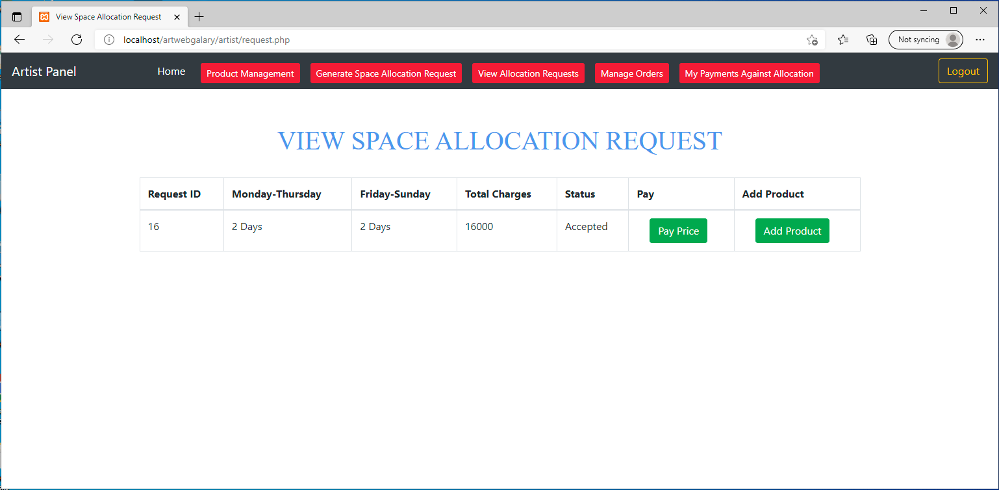 View Space Allocation Request
localhost/artwebgalary/artist/request.php
Not syncing
Artist Panel
Home
Product Management
Generate Space Allocation Request
View Allocation Requests
Manage Orders
My Payments Against Allocation
Logout
VIEW SPACE ALLOCATION REQUEST
Request ID Monday-Thursday Friday-Sunday Total Charges Status Pay Add Product
16 2 Days 2 Days 16000 Accepted Pay Price Add Product